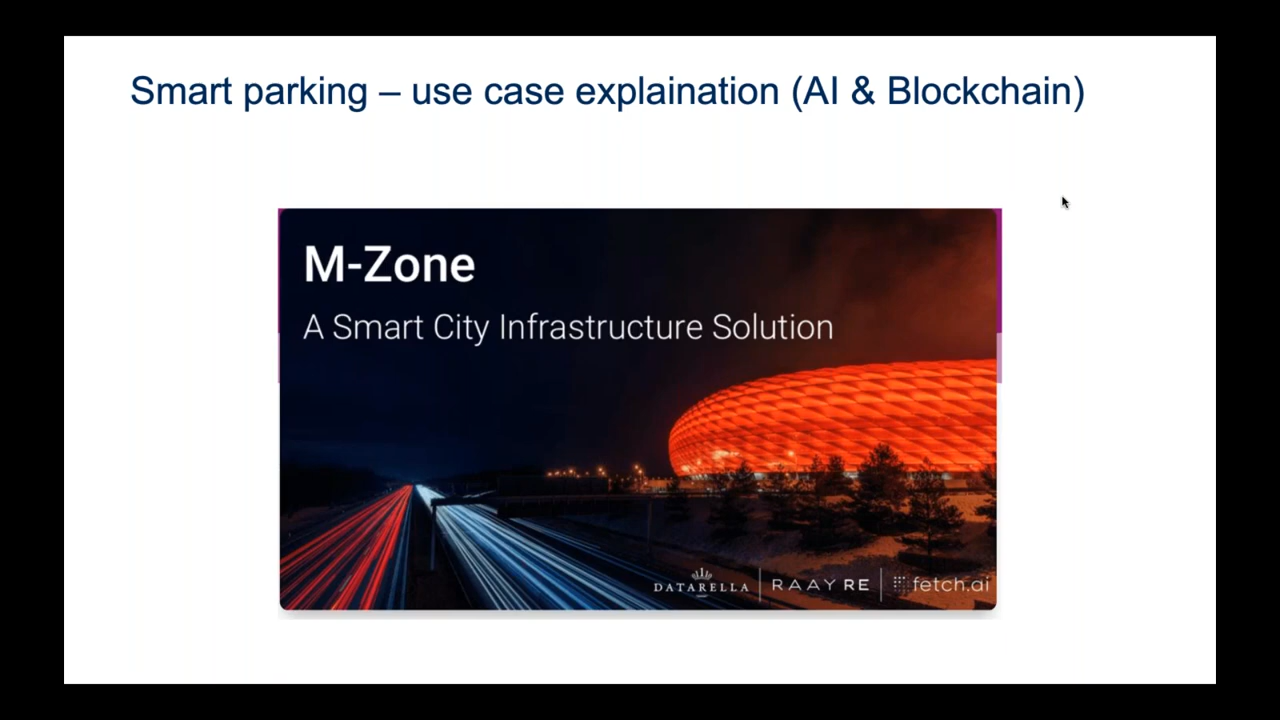 Smart parking – use case explaination (AI & Blockchain)
M-Zone
A Smart City Infrastructure Solution
DATARELLA
RAAY RE
fetch.ai